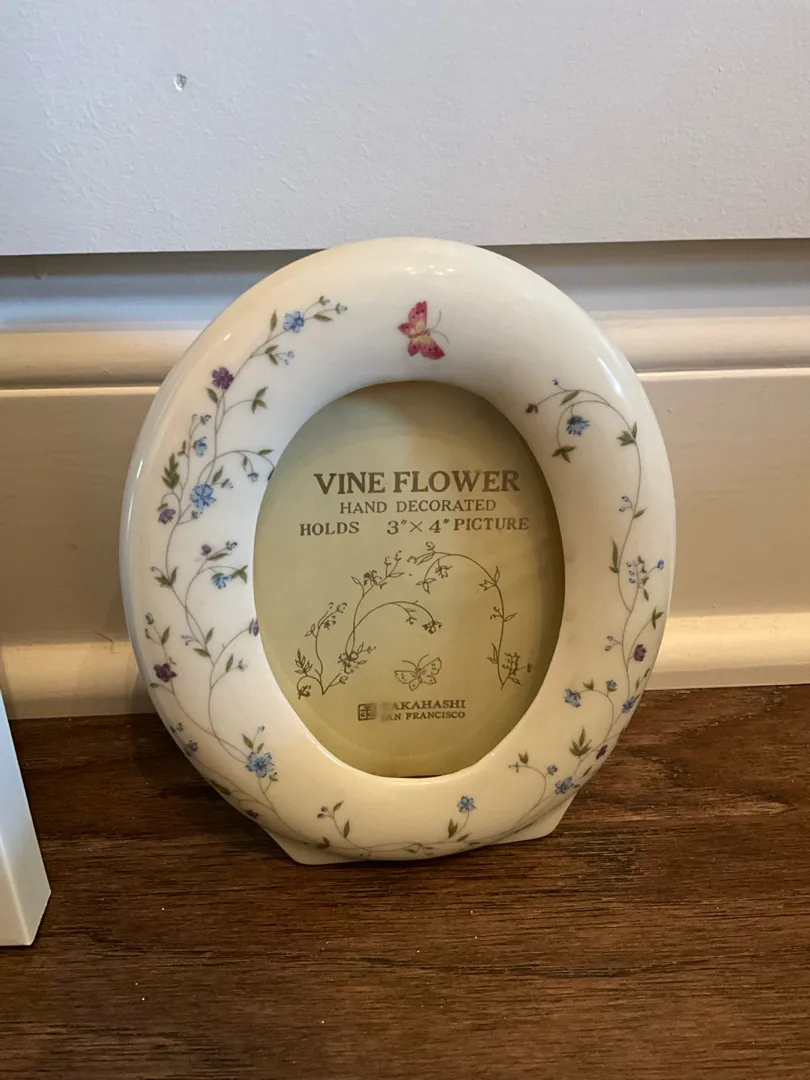 VINE FLOWER
HAND DECORATED
HOLDS 3"× 4" PICTURE
TAKAHASHI
SAN FRANCISCO